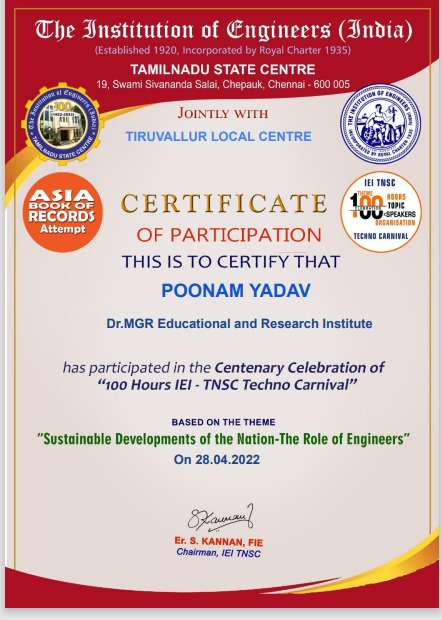 The Institution of Engineers (India)
(Established 1920, Incorporated by Royal Charter 1935)
TAMILNADU STATE CENTRE
19, Swami Sivananda Salai, Chepauk, Chennai - 600 005
JOINTLY WITH
TIRUVALLUR LOCAL CENTRE
The Institution of Engineers (India)
100
TAMILNADU STATE CENTRE
THE INSTITUTION OF ENGINEERS (INDIA)
INCORPORATED BY ROYAL CHARTER 1935
ASIA
BOOK OF
RECORDS
Attempt
IEI TNSC
100
HOURS
TOPIC
SPEAKERS
ORGANISATION
TECHNO CARNIVAL
CERTIFICATE
OF PARTICIPATION
THIS IS TO CERTIFY THAT
POONAM YADAV
Dr.MGR Educational and Research Institute
has participated in the Centenary Celebration of
“100 Hours IEI - TNSC Techno Carnival”
BASED ON THE THEME
"Sustainable Developments of the Nation-The Role of Engineers"
On 28.04.2022
S.Kannan
Er. S. KANNAN, FIE
Chairman, IEI TNSC